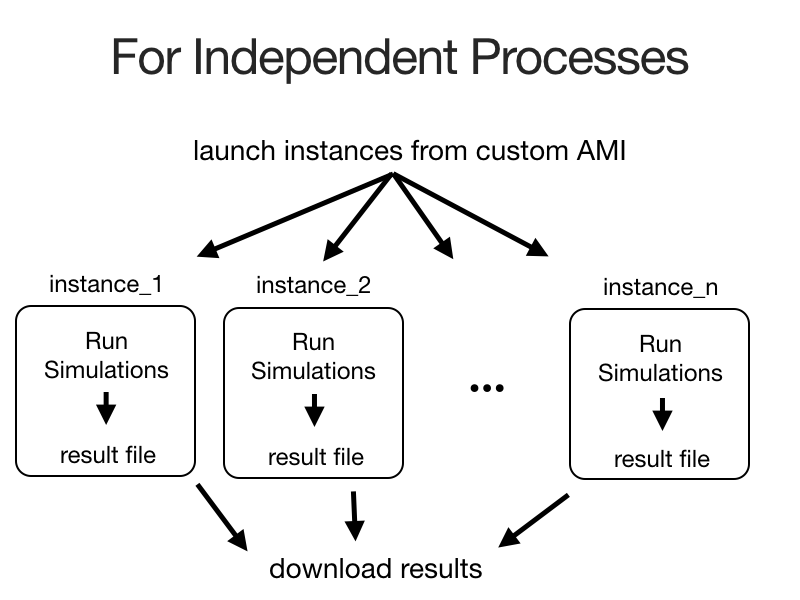 For Independent Processes
launch instances from custom AMI
instance_1
Run
Simulations
result file
instance_2
Run
Simulations
result file
...
instance_n
Run
Simulations
result file
download results